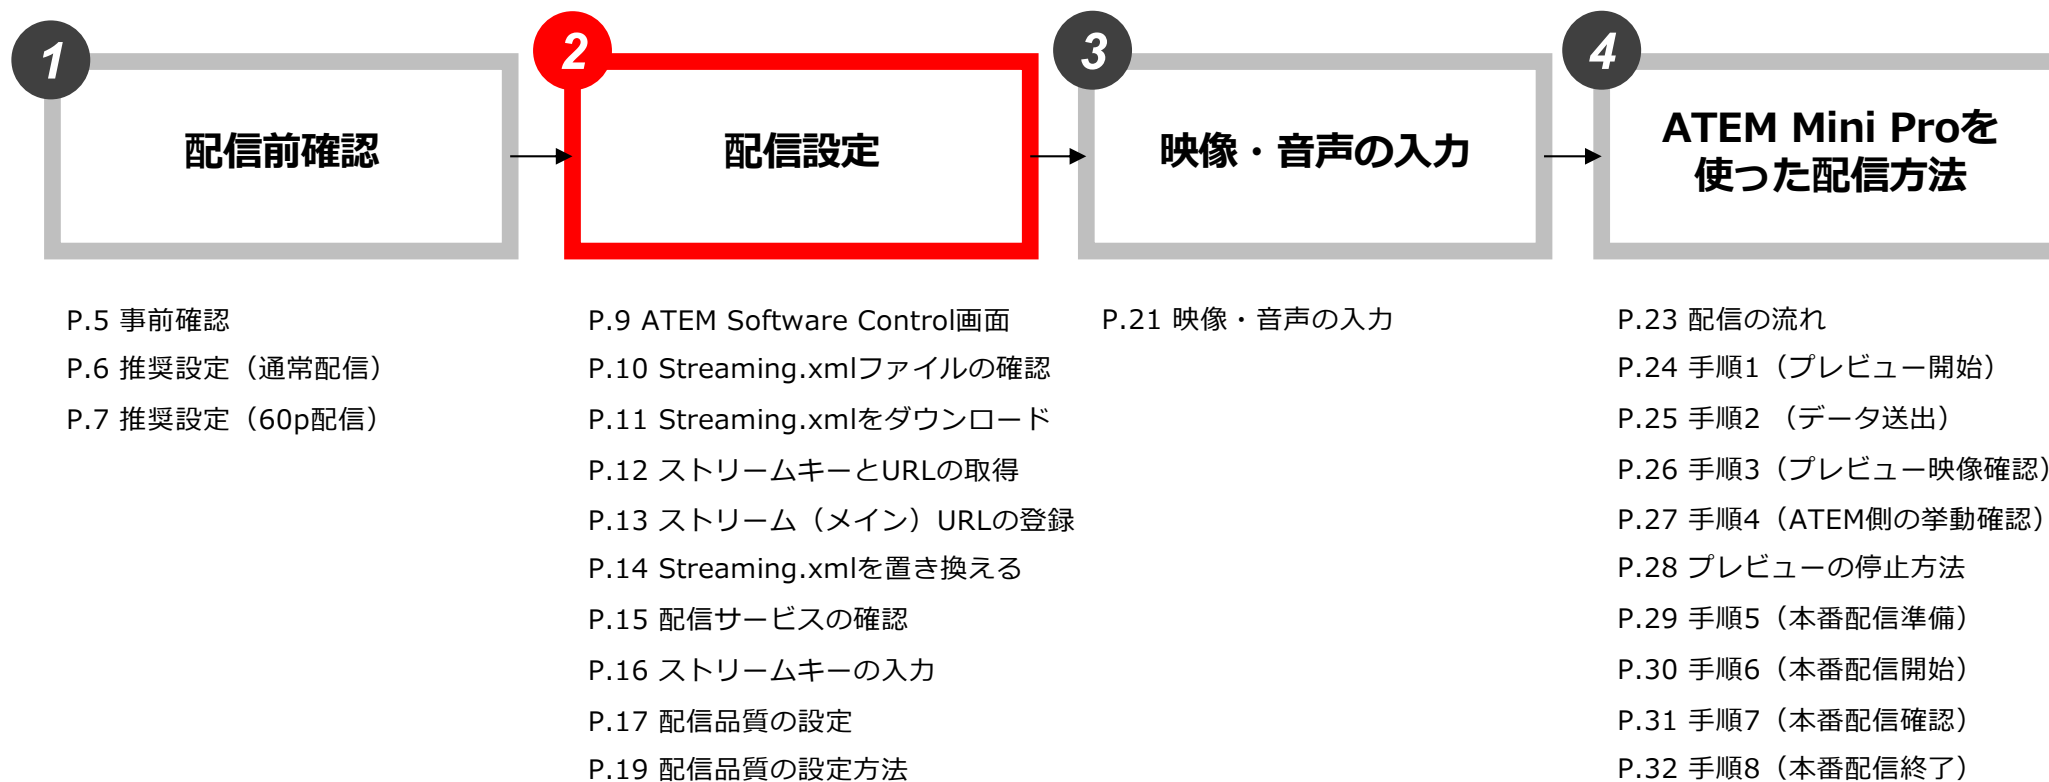 1
配信前確認
P.5 事前確認
P.6 推奨設定（通常配信）
P.7 推奨設定（60p配信）
2
配信設定
P.9 ATEM Software Control画面
P.10 Streaming.xmlファイルの確認
P.11 Streaming.xmlをダウンロード
P.12 ストリームキーとURLの取得
P.13 ストリーム（メイン）URLの登録
P.14 Streaming.xmlを置き換える
P.15 配信サービスの確認
P.16 ストリームキーの入力
P.17 配信品質の設定
P.19 配信品質の設定方法
3
映像・音声の入力
P.21 映像・音声の入力
4
ATEM Mini Proを
使った配信方法
P.23 配信の流れ
P.24 手順1（プレビュー開始）
P.25 手順2 （データ送出）
P.26 手順3（プレビュー映像確認）
P.27 手順4（ATEM側の挙動確認）
P.28 プレビューの停止方法
P.29 手順5（本番配信準備）
P.30 手順6（本番配信開始）
P.31 手順7（本番配信確認）
P.32 手順8（本番配信終了）